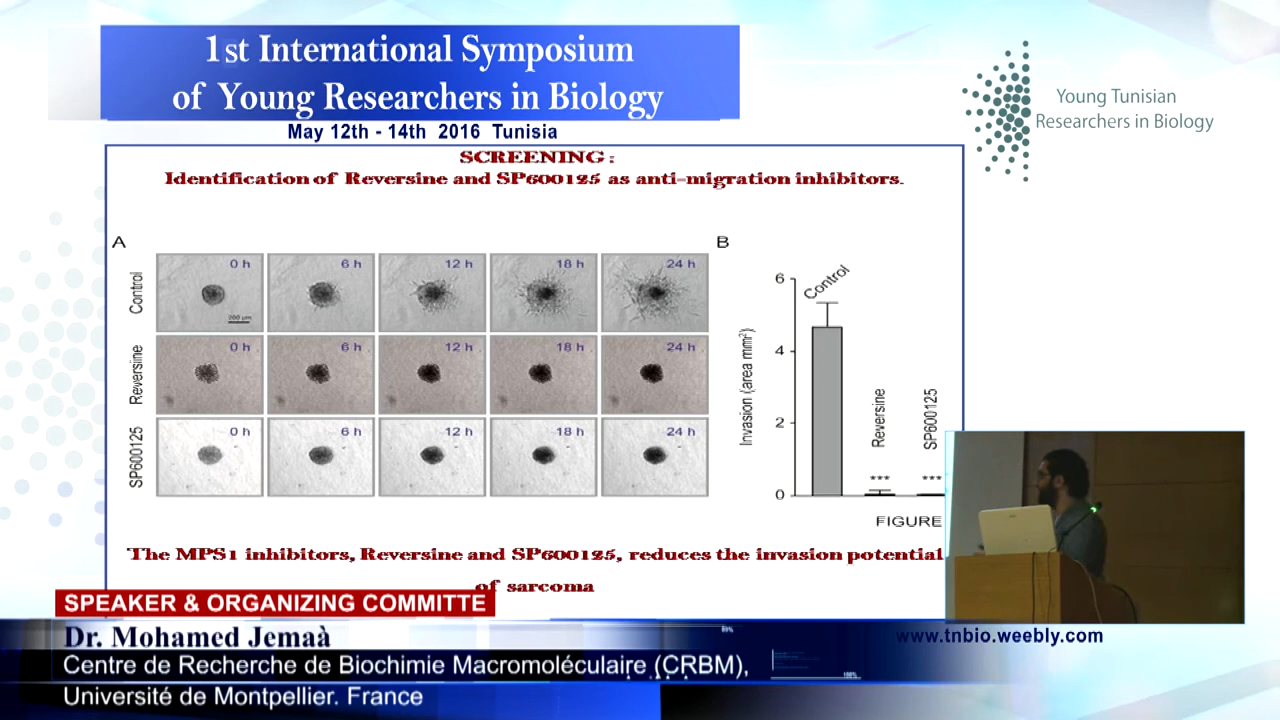 1st International Symposium
of Young Researchers in Biology
May 12th - 14th 2016 Tunisia
Young Tunisian
Researchers in Biology
SCREENING :
Identification of Reversine and SP600125 as anti-migration inhibitors.
A
Control
0 h
6 h
12 h
18 h
24 h
200 µm
Reversine
0 h
6 h
12 h
18 h
24 h
SP600125
0 h
6 h
12 h
18 h
24 h
B
Invasion (area mm²)
6
4
2
0
Control
Reversine
SP600125
***
***
FIGURE
The MPS1 inhibitors, Reversine and SP600125, reduces the invasion potential
of sarcoma
SPEAKER & ORGANIZING COMMITTE
Dr. Mohamed Jemaà
Centre de Recherche de Biochimie Macromoléculaire (CRBM),
Université de Montpellier. France
89%
100%
www.tnbio.weebly.com